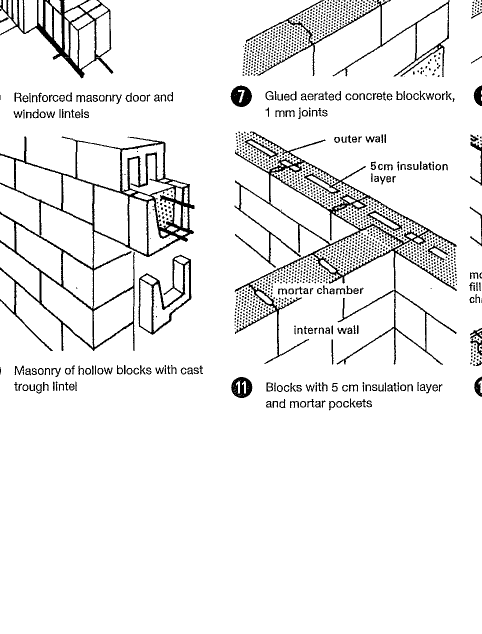 Reinforced masonry door and
window lintels
7
Glued aerated concrete blockwork,
1 mm joints
outer wall
5cm insulation
layer
mortar chamber
internal wall
Masonry of hollow blocks with cast
trough lintel
11
Blocks with 5 cm insulation layer
and mortar pockets